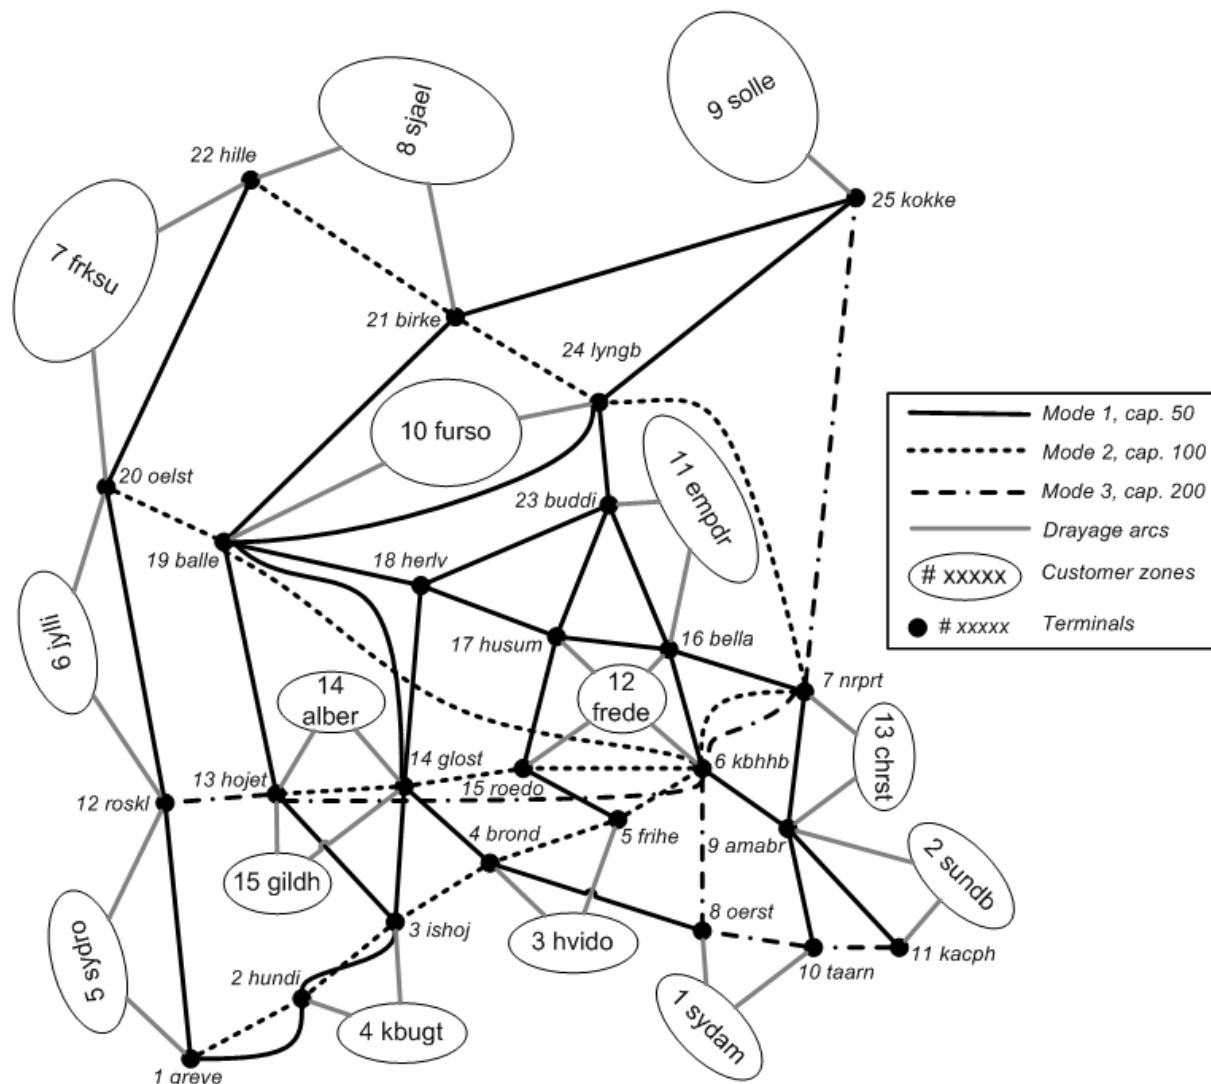 9 solle
8 sjael
22 hille
25 kokke
7 frksu
21 birke
24 lyngb
Mode 1, cap. 50
10 furso
Mode 2, cap. 100
11 empdr
20 oelst
Mode 3, cap. 200
23 buddi
Drayage arcs
19 balle
18 herlv
# xxxxx
Customer zones
# xxxxx
Terminals
6 jylli
17 husum
16 bella
14
alber
12
frede
7 nrprt
13 chrst
14 glost
13 hojet
6 kbhhb
15 roedo
12 roskl
5 frihe
4 brond
9 amabr
15 gildh
2 sundb
8 oerst
3 ishoj
3 hvido
10 taarn
11 kacph
5 sydro
2 hundi
4 kbugt
1 sydam
1 greve